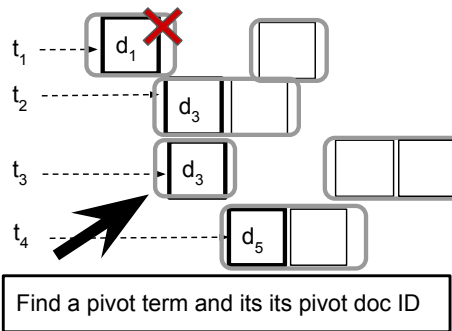 t1 d1
t2 d3
t3 d3
t4 d5
Find a pivot term and its its pivot doc ID